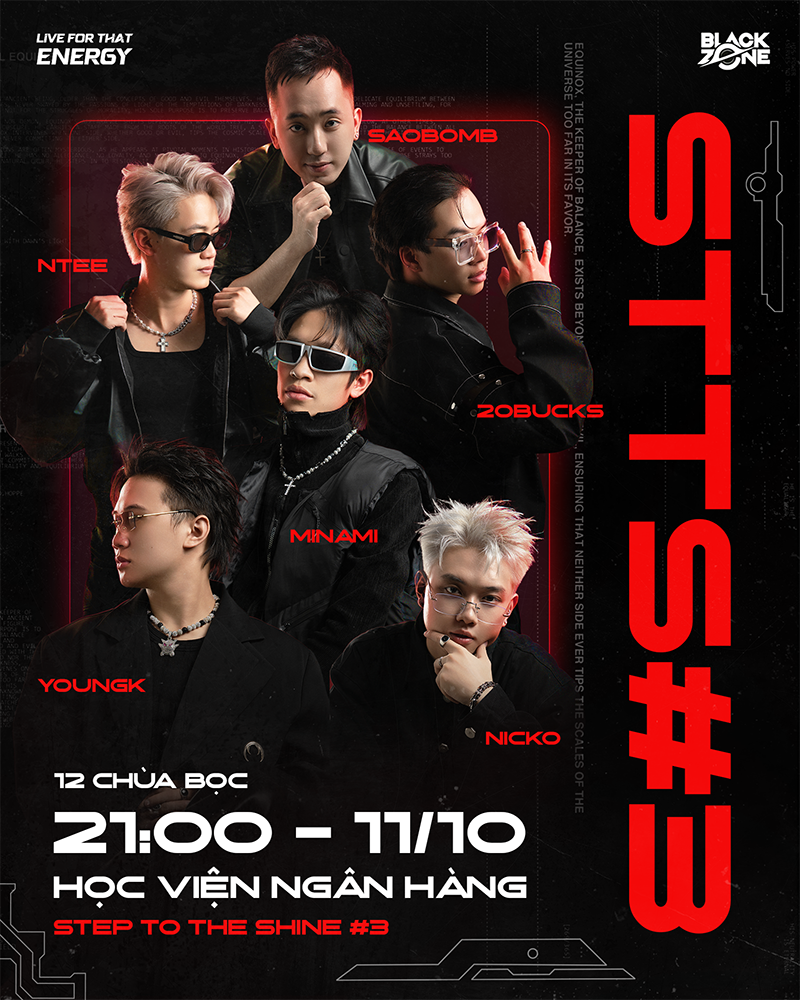 LIVE FOR THAT
ENERGY
BLACK
ZONE
SAOBOMB
NTEE
20BUCKS
MINAMI
YOUNGK
NICKO
STTS#3
EQUINOX, THE KEEPER OF BALANCE, EXISTS BEYON
, ENSURING THAT NEITHER SIDE EVER TIPS THE SCALES OF THE
UNIVERSE TOO FAR IN ITS FAVOR.
12 CHÙA BỘC
21:00 – 11/10
HỌC VIỆN NGÂN HÀNG
STEP TO THE SHINE #3